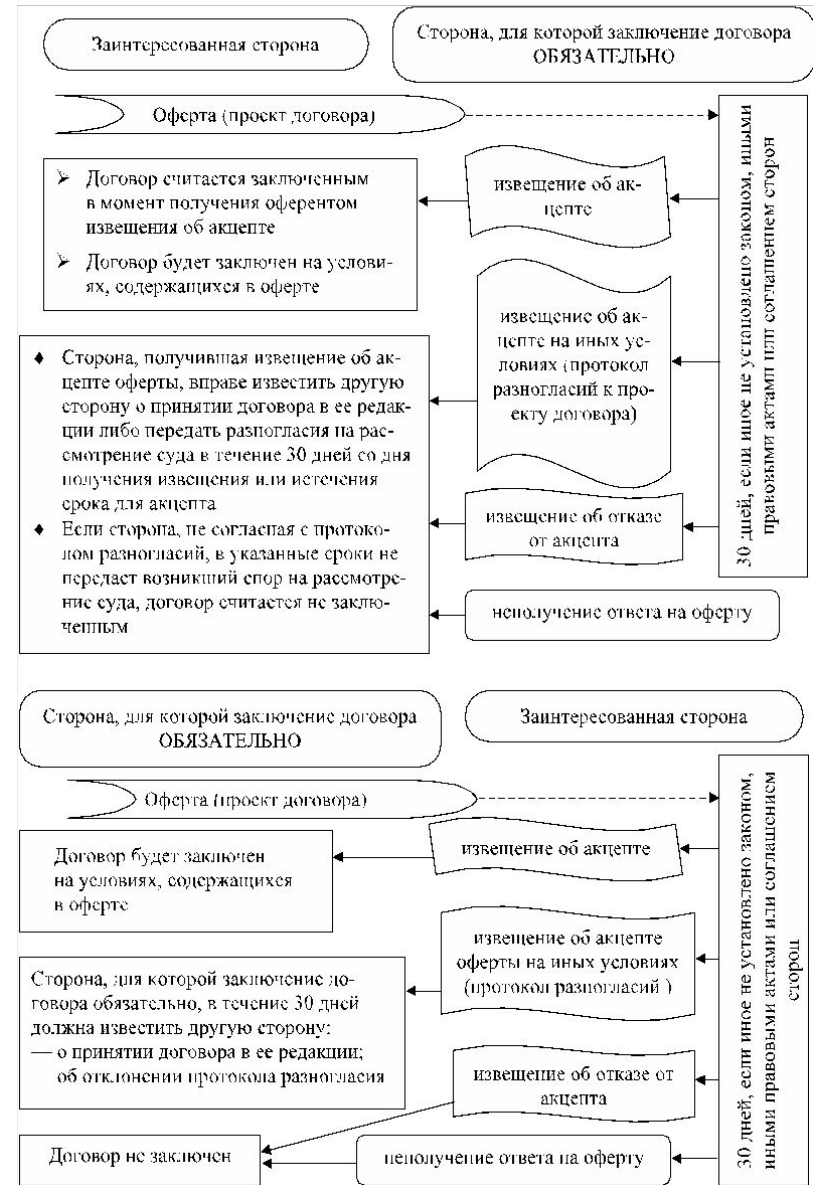 Заинтересованная сторона
Сторона, для которой заключение договора
ОБЯЗАТЕЛЬНО
Оферта (проект договора)
30 дней, если иное не установлено законом, иными
правовыми актами или соглашением сторон
извещение об ак-
цепте
➢ Договор считается заключенным
в момент получения оферентом
извещения об акцепте
➢ Договор будет заключен на услови-
ях, содержащихся в оферте
извещение об ак-
цепте на иных ус-
ловиях (протокол
разногласий к про-
екту договора)
♦ Сторона, получившая извещение об ак-
цепте оферты, вправе известить другую
сторону о принятии договора в ее редак-
ции либо передать разногласия на рас-
смотрение суда в течение 30 дней со дня
получения извещения или истечения
срока для акцепта
♦ Если сторона, не согласная с протоко-
лом разногласий, в указанные сроки не
передаст возникший спор на рассмотре-
ние суда, договор считается не заклю-
ченным
извещение об отказе
от акцепта
неполучение ответа на оферту
Сторона, для которой заключение договора
ОБЯЗАТЕЛЬНО
Заинтересованная сторона
Оферта (проект договора)
30 дней, если иное не установлено законом,
иными правовыми актами или соглашением
сторон
извещение об акцепте
Договор будет заключен
на условиях, содержащихся
в оферте
извещение об акцепте
оферты на иных условиях
(протокол разногласий )
Сторона, для которой заключение до-
говора обязательно, в течение 30 дней
должна известить другую сторону:
— о принятии договора в ее редакции;
об отклонении протокола разногласия
извещение об отказе от
акцепта
Договор не заключен
неполучение ответа на оферту